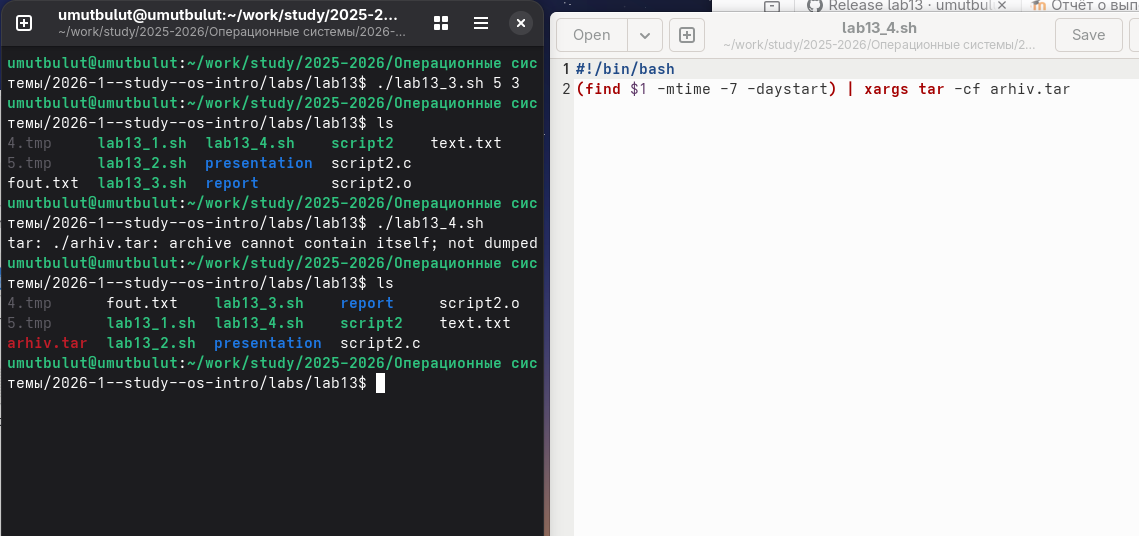 umutbulut@umutbulut:~/work/study/2025-2...
~/work/study/2025-2026/Операционные системы/2026-...
umutbulut@umutbulut:~/work/study/2025-2026/Операционные сис
темы/2026-1--study--os-intro/labs/lab13$ ./lab13_3.sh 5 3
umutbulut@umutbulut:~/work/study/2025-2026/Операционные сис
темы/2026-1--study--os-intro/labs/lab13$ ls
4.tmp lab13_1.sh lab13_4.sh script2 text.txt
5.tmp lab13_2.sh presentation script2.c
fout.txt lab13_3.sh report script2.o
umutbulut@umutbulut:~/work/study/2025-2026/Операционные сис
темы/2026-1--study--os-intro/labs/lab13$ ./lab13_4.sh
tar: ./arhiv.tar: archive cannot contain itself; not dumped
umutbulut@umutbulut:~/work/study/2025-2026/Операционные сис
темы/2026-1--study--os-intro/labs/lab13$ ls
4.tmp fout.txt lab13_3.sh report script2.o
5.tmp lab13_1.sh lab13_4.sh script2 text.txt
arhiv.tar lab13_2.sh presentation script2.c
umutbulut@umutbulut:~/work/study/2025-2026/Операционные сис
темы/2026-1--study--os-intro/labs/lab13$
Release lab13 · umutbul
Отчёт о вып
Open
lab13_4.sh
~/work/study/2025-2026/Операционные системы/2...
Save
1 #!/bin/bash
2 (find $1 -mtime -7 -daystart) | xargs tar -cf arhiv.tar